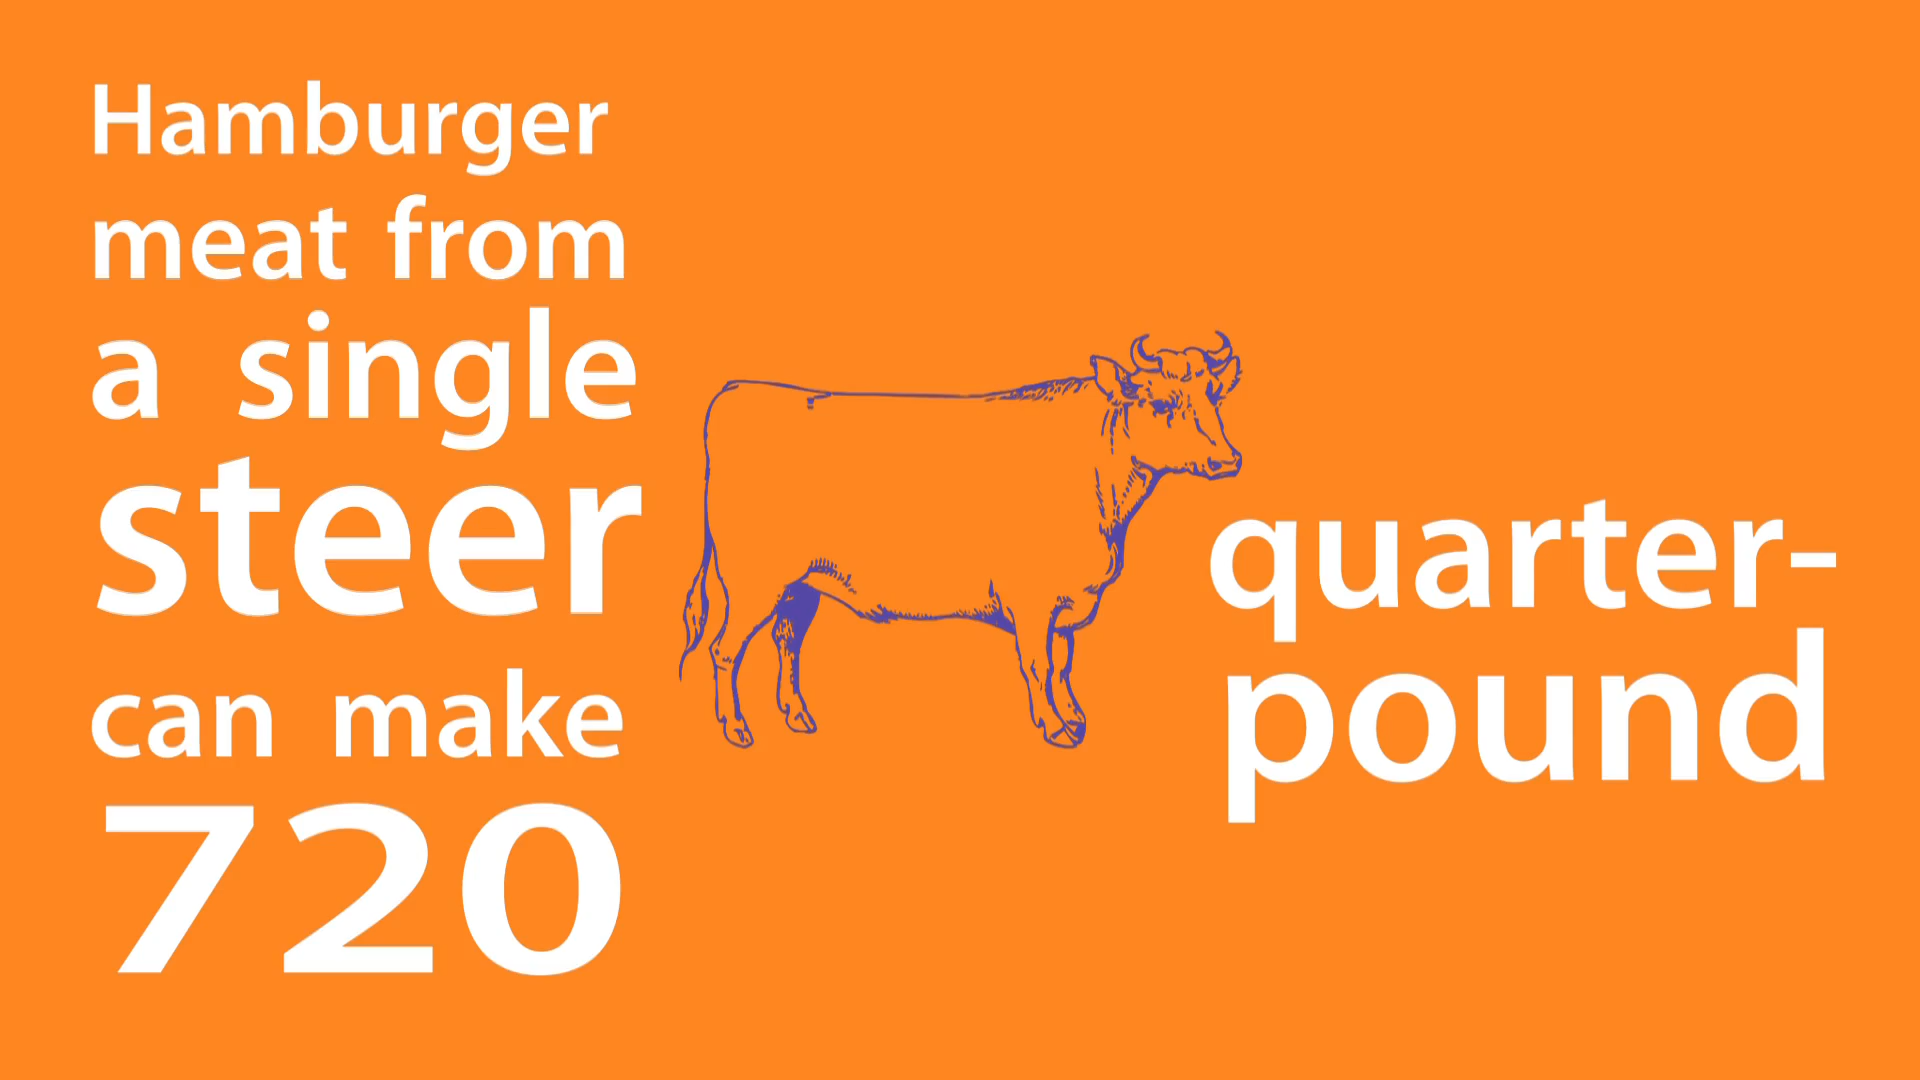 Hamburger
meat from
a single
steer
can make
720
quarter-
pound